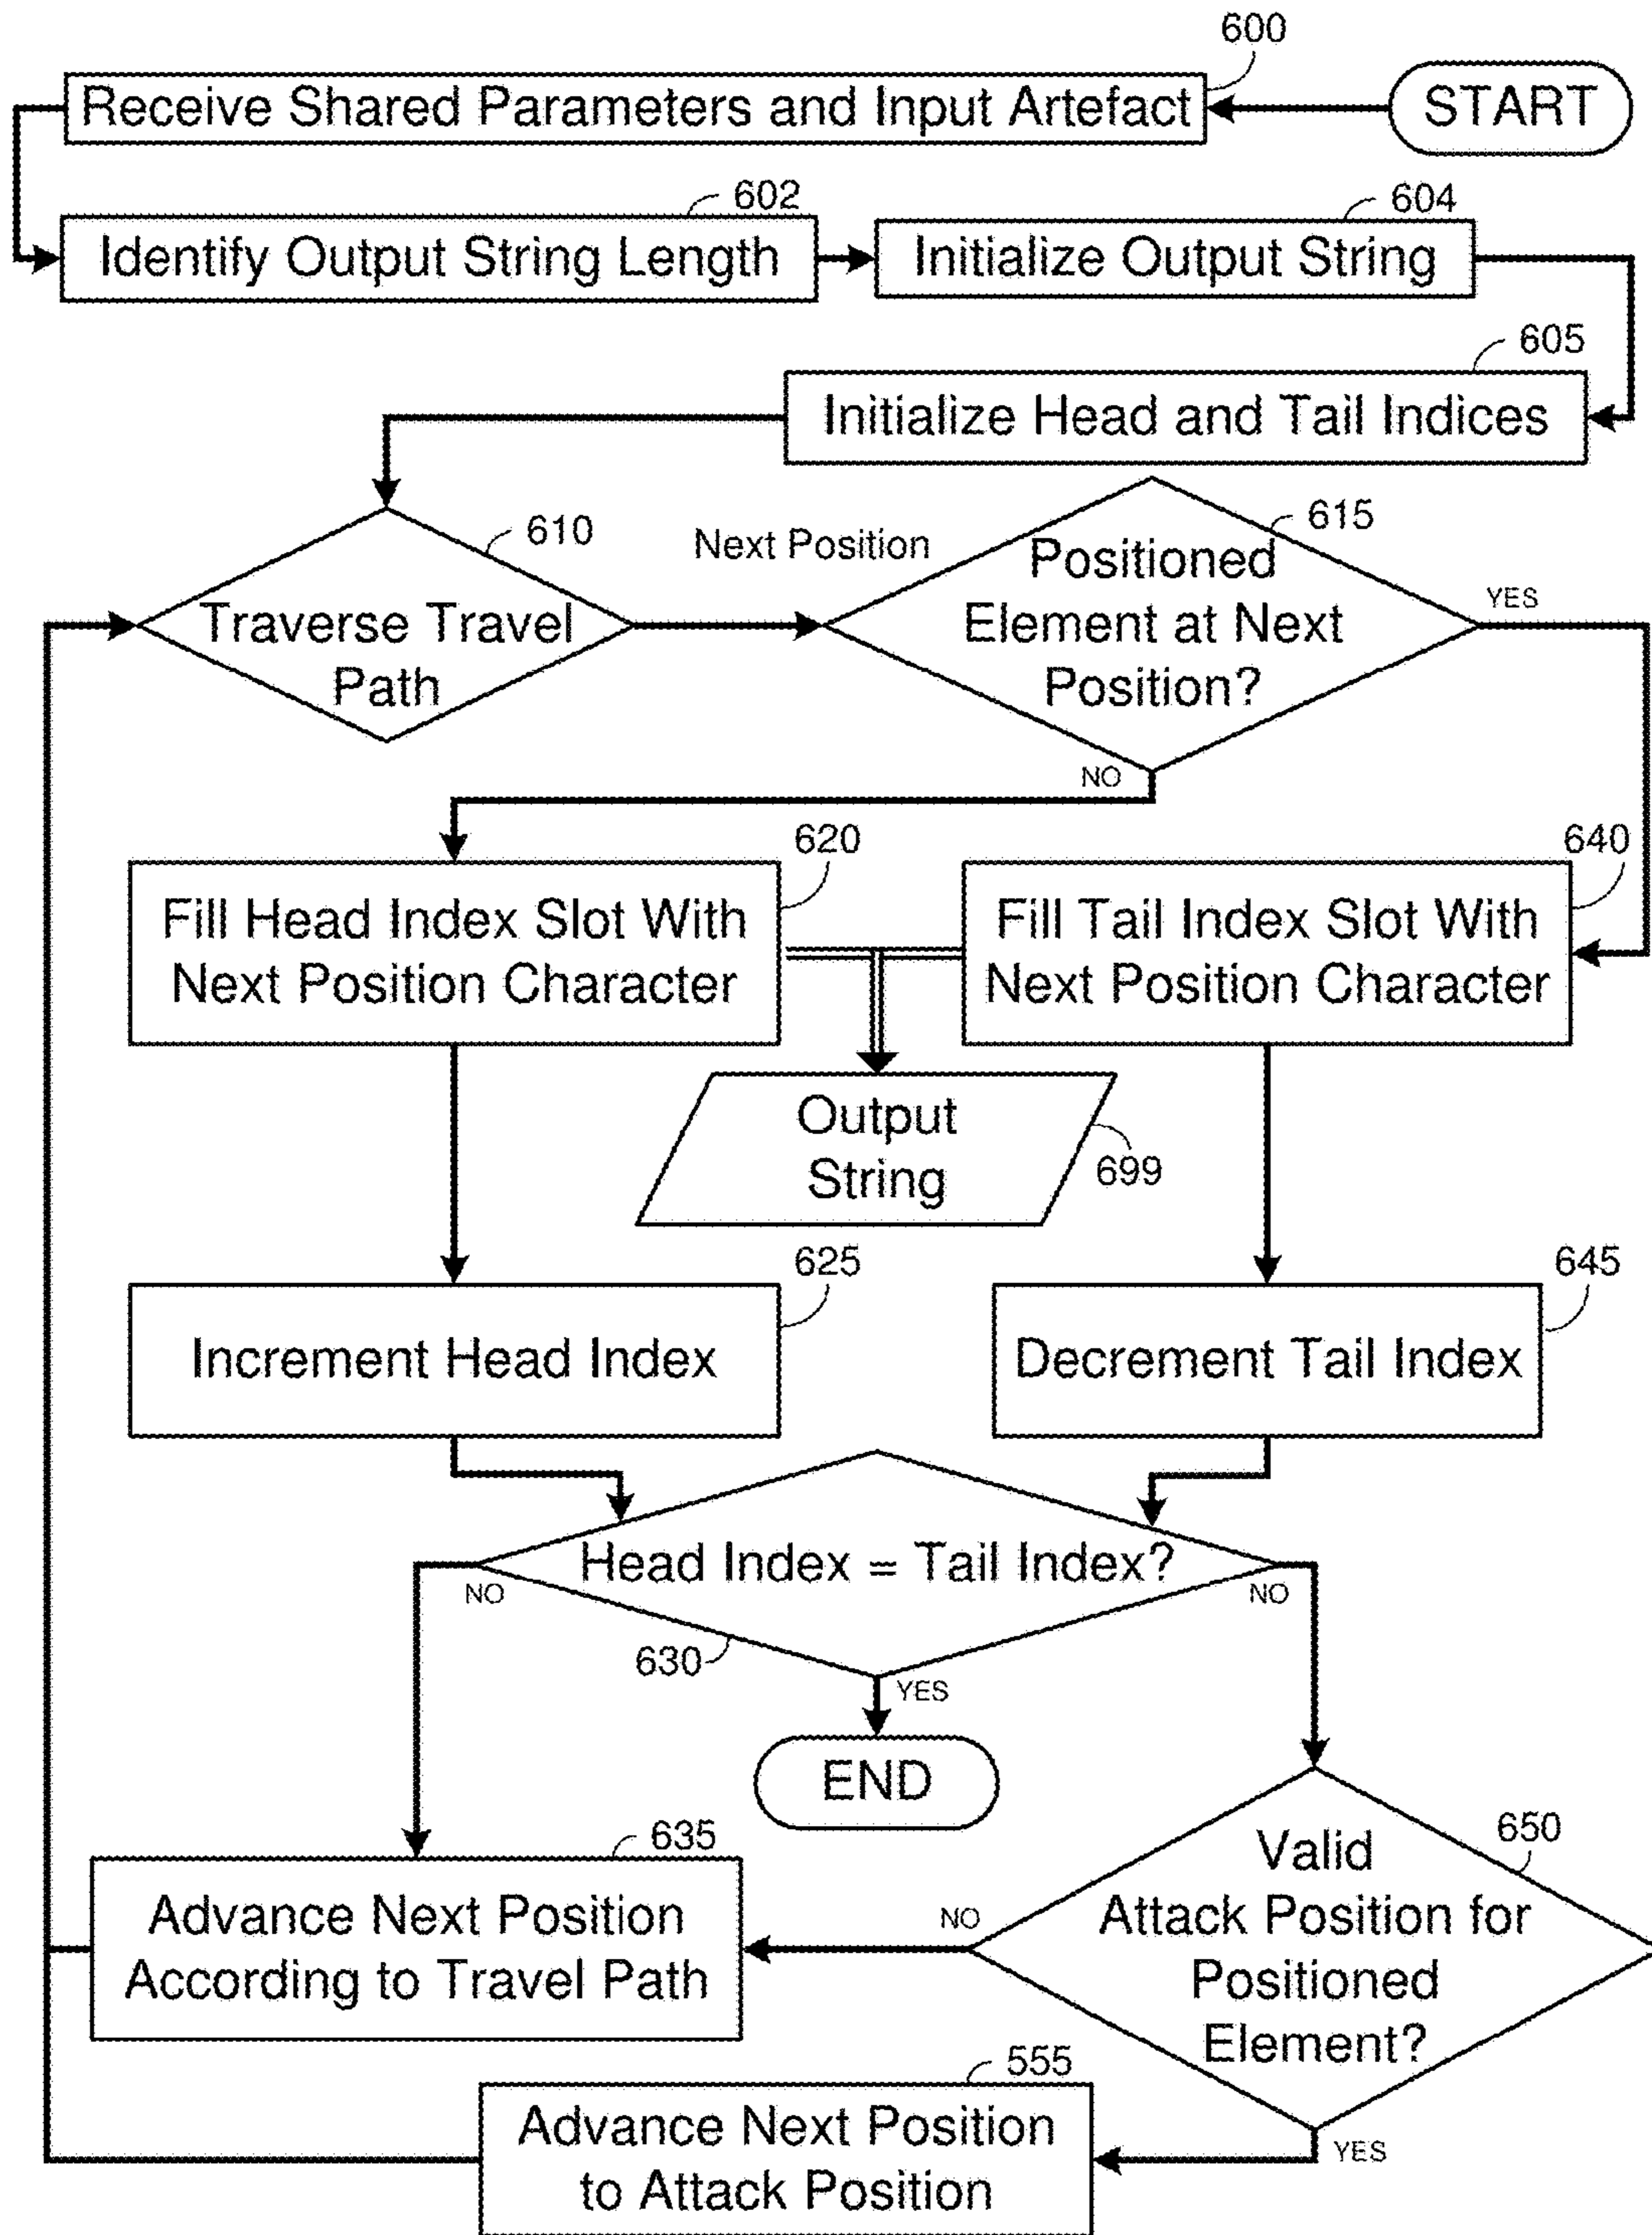 600
Receive Shared Parameters and Input Artefact
START
602
Identify Output String Length
604
Initialize Output String
605
Initialize Head and Tail Indices
610
Traverse Travel
Path
Next Position
615
Positioned
Element at Next
Position?
YES
NO
620
Fill Head Index Slot With
Next Position Character
640
Fill Tail Index Slot With
Next Position Character
Output
String
699
625
Increment Head Index
645
Decrement Tail Index
Head Index = Tail Index?
NO
NO
630
YES
END
635
Advance Next Position
According to Travel Path
650
Valid
Attack Position for
Positioned
Element?
NO
YES
555
Advance Next Position
to Attack Position